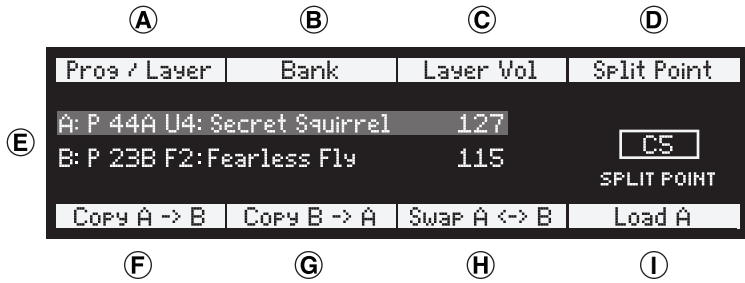 A B C D
Prog / Layer Bank Layer Vol Split Point
A: P 44A U4: Secret Squirrel 127
E
C5
B: P 23B F2: Fearless Fly 115
SPLIT POINT
Copy A -> B Copy B -> A Swap A <-> B Load A
F G H I